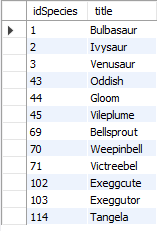 idSpecies title
1 Bulbasaur
2 Ivysaur
3 Venusaur
43 Oddish
44 Gloom
45 Vileplume
69 Bellsprout
70 Weepinbell
71 Victreebel
102 Exeggcute
103 Exeggutor
114 Tangela